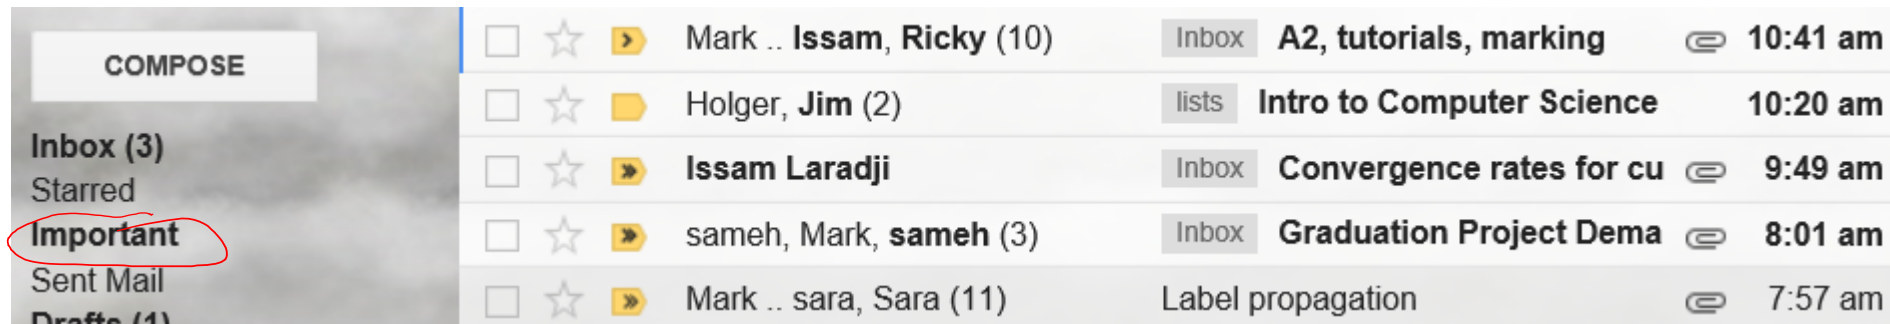 COMPOSE
Inbox (3)
Starred
Important
Sent Mail
Drafts (1)
Mark .. Issam, Ricky (10) Inbox A2, tutorials, marking 10:41 am
Holger, Jim (2) lists Intro to Computer Science 10:20 am
Issam Laradji Inbox Convergence rates for cu 9:49 am
sameh, Mark, sameh (3) Inbox Graduation Project Dema 8:01 am
Mark .. sara, Sara (11) Label propagation 7:57 am